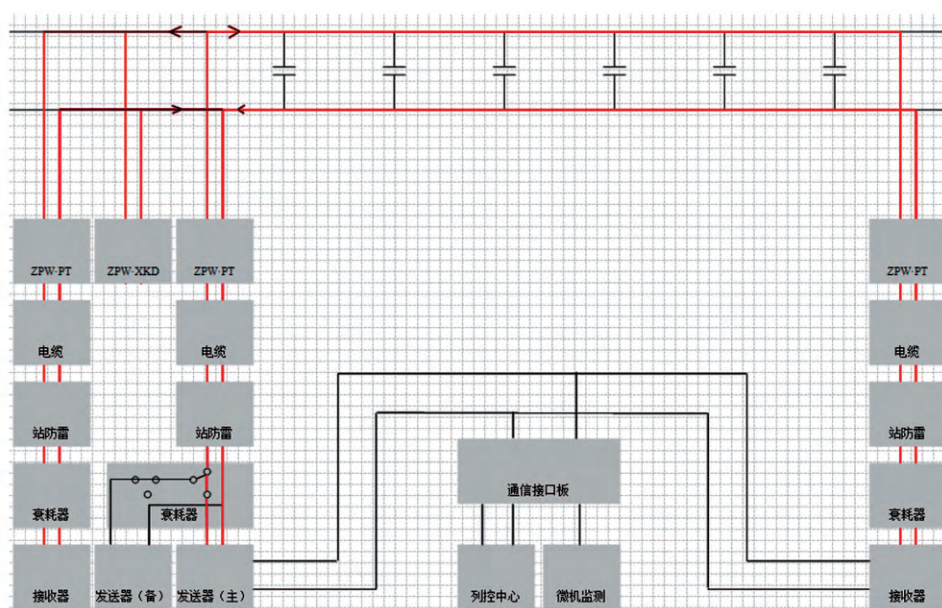 ZPW·PT
ZPW·XKD
ZPW·PT
ZPW·PT
电缆
电缆
电缆
站防雷
站防雷
站防雷
通信接口板
衰耗器
衰耗器
衰耗器
接收器
发送器（备）
发送器（主）
列控中心
微机监测
接收器